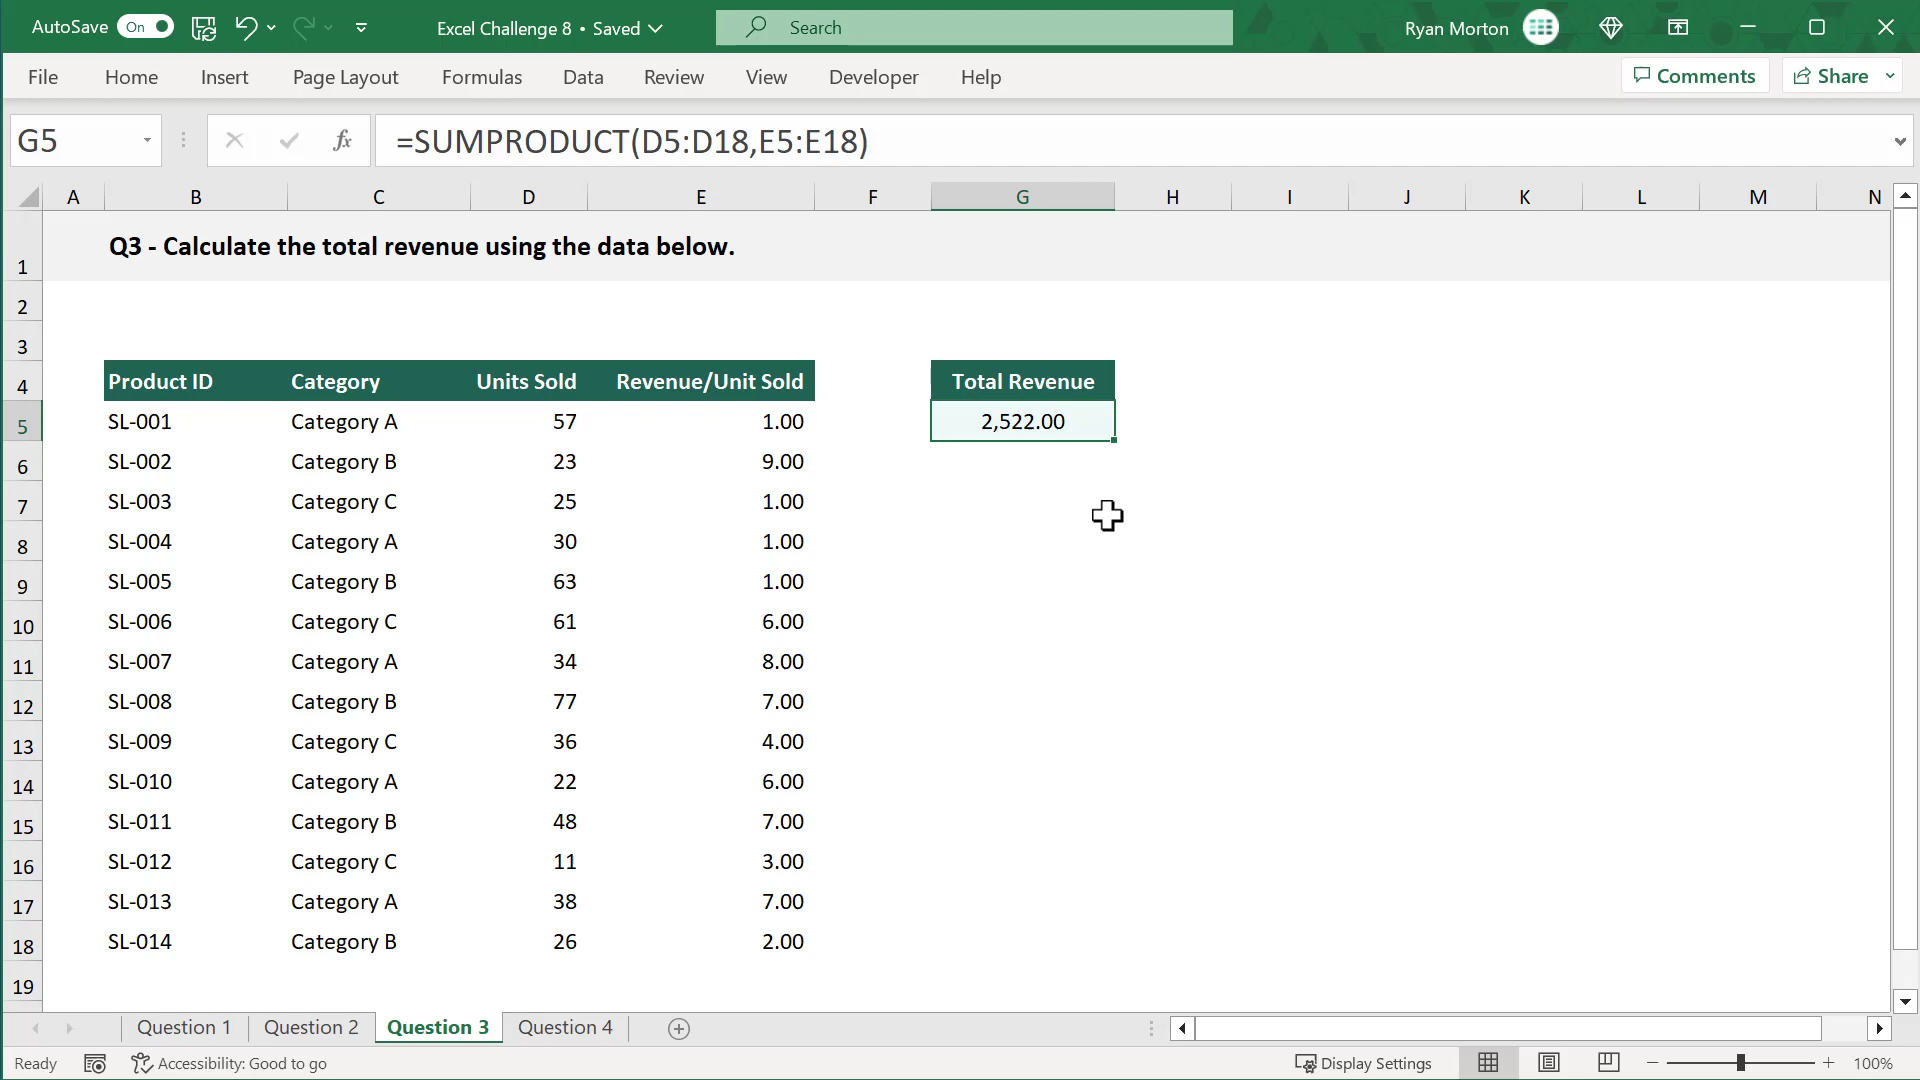 AutoSave On Excel Challenge 8 • Saved Search Ryan Morton
File Home Insert Page Layout Formulas Data Review View Developer Help Comments Share
G5 fx =SUMPRODUCT(D5:D18,E5:E18)
A B C D E F G H I J K L M N
1 Q3 - Calculate the total revenue using the data below.
2
3
4 Product ID Category Units Sold Revenue/Unit Sold Total Revenue
5 SL-001 Category A 57 1.00 2,522.00
6 SL-002 Category B 23 9.00
7 SL-003 Category C 25 1.00
8 SL-004 Category A 30 1.00
9 SL-005 Category B 63 1.00
10 SL-006 Category C 61 6.00
11 SL-007 Category A 34 8.00
12 SL-008 Category B 77 7.00
13 SL-009 Category C 36 4.00
14 SL-010 Category A 22 6.00
15 SL-011 Category B 48 7.00
16 SL-012 Category C 11 3.00
17 SL-013 Category A 38 7.00
18 SL-014 Category B 26 2.00
19
Question 1 Question 2 Question 3 Question 4
Ready Accessibility: Good to go Display Settings 100%